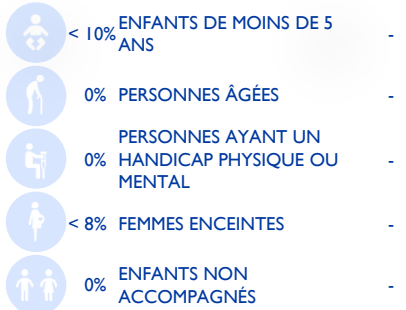 < 10% ENFANTS DE MOINS DE 5 -
ANS
0% PERSONNES ÂGÉES -
PERSONNES AYANT UN
0% HANDICAP PHYSIQUE OU -
MENTAL
< 8% FEMMES ENCEINTES -
0% ENFANTS NON -
ACCOMPAGNÉS